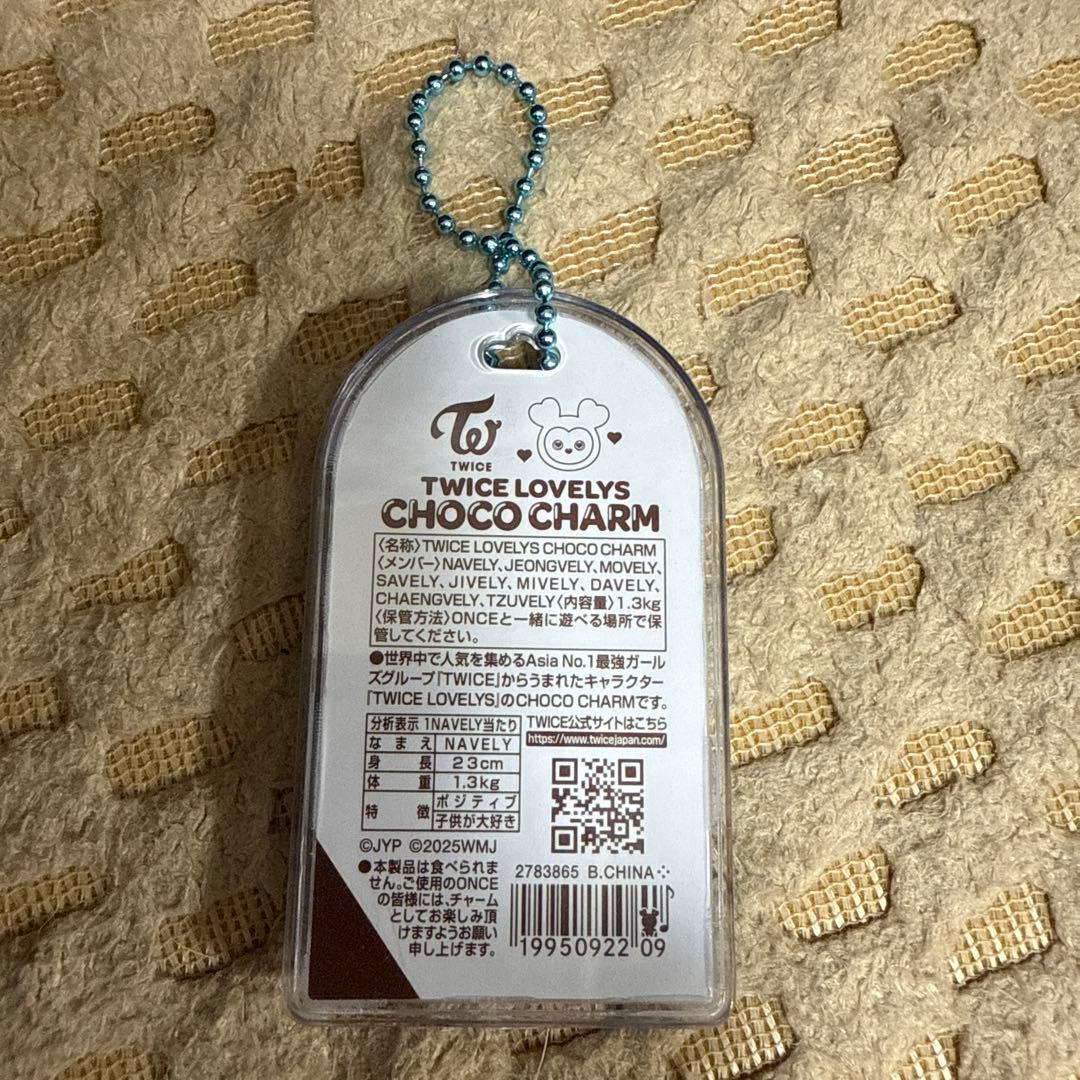 TWICE
TWICE LOVELYS
CHOCO CHARM
〈名称〉TWICE LOVELYS CHOCO CHARM
〈メンバー〉NAVELY、JEONGVELY、MOVELY、
SAVELY、JIVELY、MIVELY、DAVELY、
CHAENGVELY、TZUVELY〈内容量〉1.3kg
〈保管方法〉ONCEと一緒に遊べる場所で保
管してください。
●世界中で人気を集めるAsia No.1最強ガール
ズグループ「TWICE」からうまれたキャラクター
「TWICE LOVELYS」のCHOCO CHARMです。
分析表示 1NAVELY当たり
なまえ NAVELY
身長 23cm
体重 1.3kg
特徴 ポジティブ
子供が大好き
TWICE公式サイトはこちら
https://www.twicejapan.com/
©JYP ©2025WMJ
●本製品は食べられま
せん。ご使用のONCE
の皆様には、チャーム
としてお楽しみ頂
けますようお願い
申し上げます。
2783865 B.CHINA
19950922 09